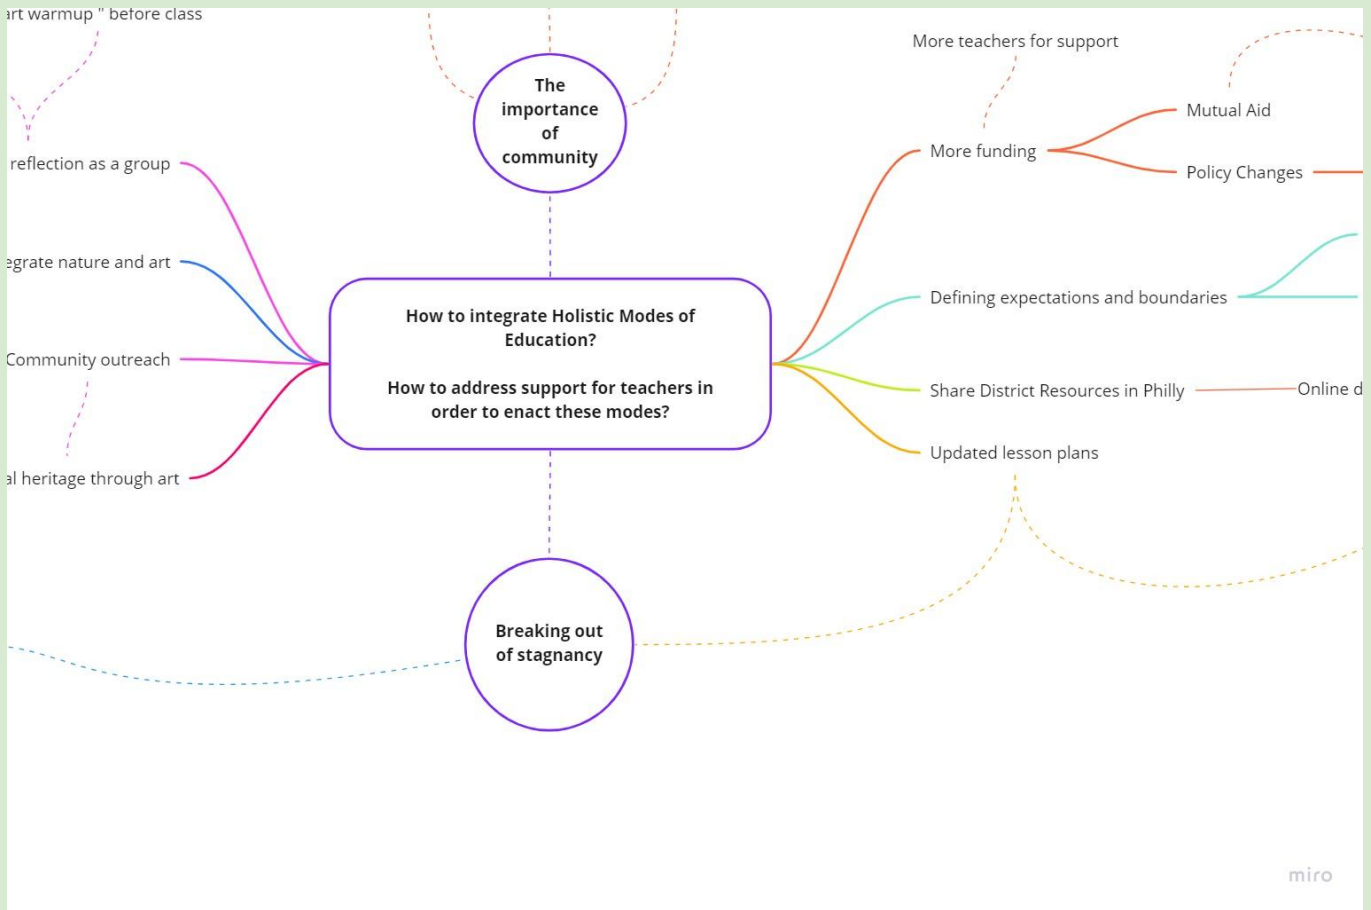 art warmup " before class
reflection as a group
nature and art
Community outreach
heritage through art
The
importance
of
community
How to integrate Holistic Modes of
Education?
How to address support for teachers in
order to enact these modes?
Breaking out
of stagnancy
More teachers for support
More funding
Mutual Aid
Policy Changes
Defining expectations and boundaries
Share District Resources in Philly
Online
Updated lesson plans
miro